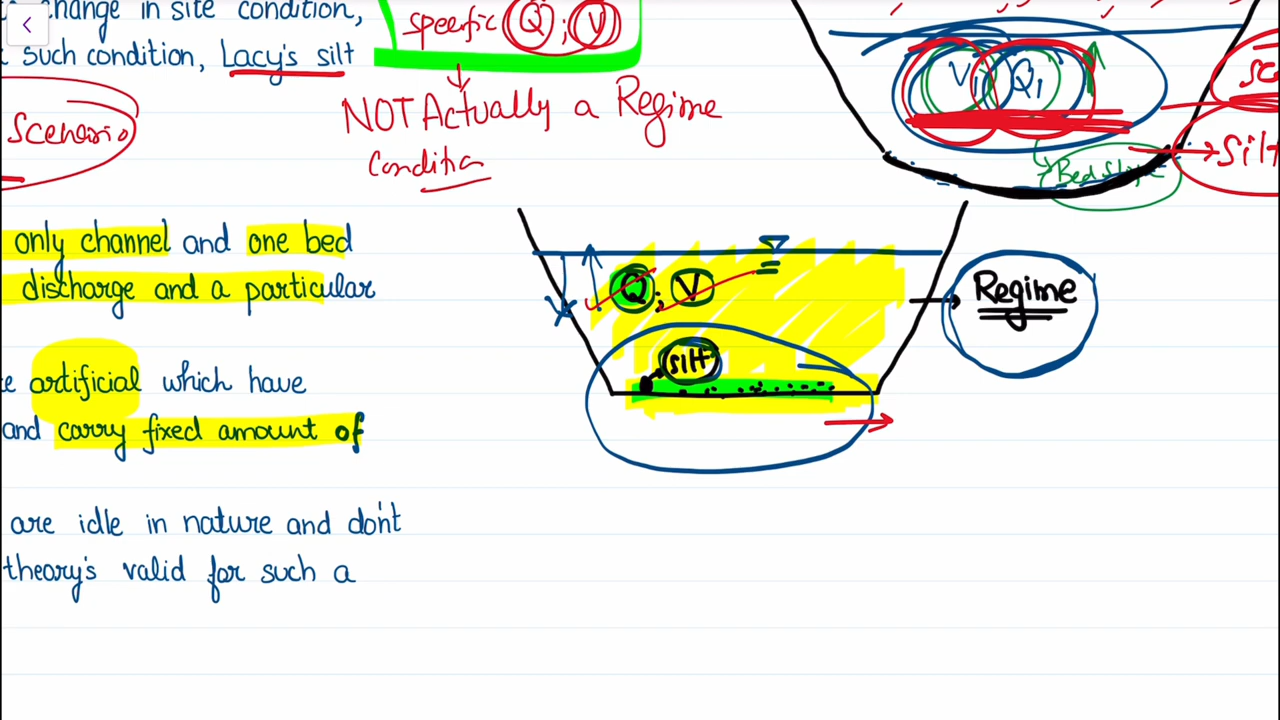 change in site condition,
such condition, Lacy's silt
Scenario
specific Q ; V
NOT Actually a Regime
Condition
V1 Q1
Bed Slope
Silt
only channel and one bed
discharge and a particular
artificial which have
and carry fixed amount of
are idle in nature and don't
theory's valid for such a
Q ; V
silt
Regime